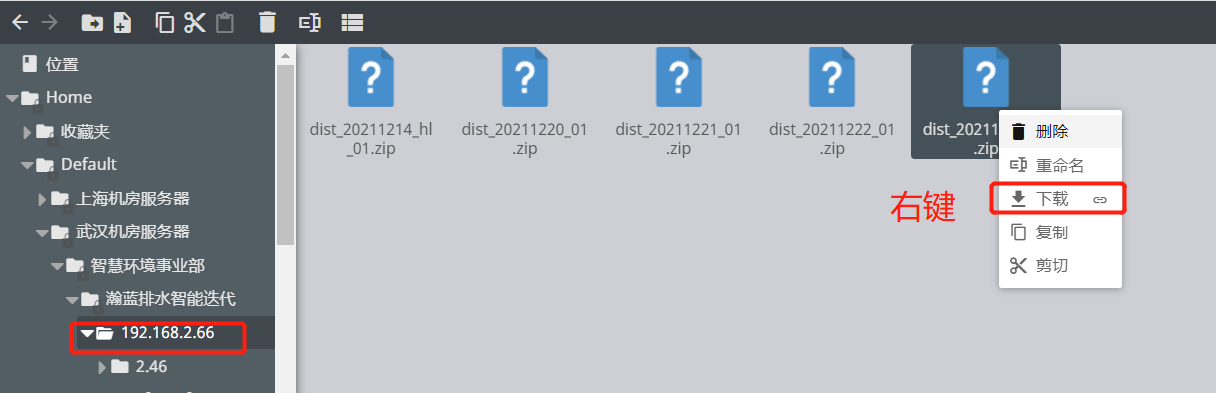 位置
Home
收藏夹
Default
上海机房服务器
武汉机房服务器
智慧环境事业部
瀚蓝排水智能迭代
192.168.2.66
2.46
dist_20211214_hl
_01.zip
dist_20211220_01
.zip
dist_20211221_01
.zip
dist_20211222_01
.zip
dist_2021
.zip
删除
重命名
下载
复制
剪切
右键